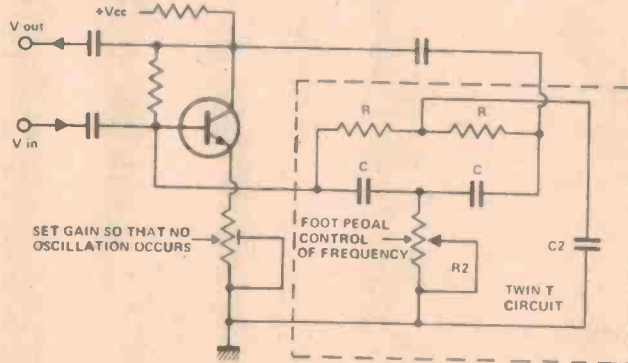 +Vcc
V out
V in
R
R
C
C
SET GAIN SO THAT NO
OSCILLATION OCCURS
FOOT PEDAL
CONTROL
OF FREQUENCY
R2
C2
TWIN T
CIRCUIT